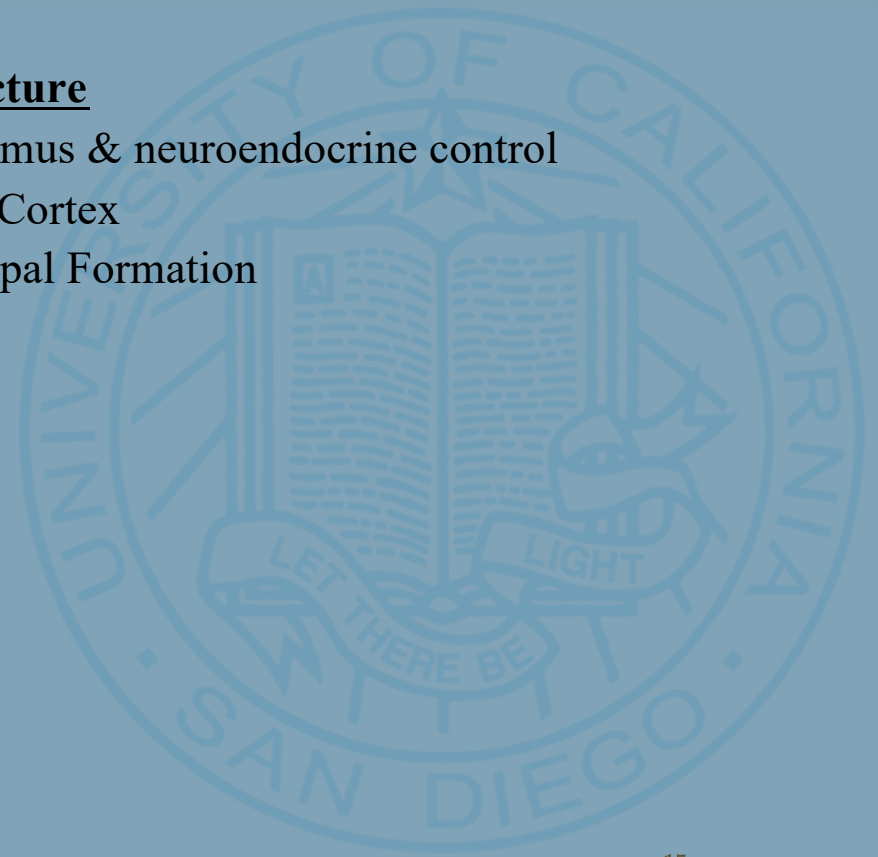 cture
mus & neuroendocrine control
Cortex
pal Formation
UNIVERSITY OF CALIFORNIA
SAN DIEGO
A
LET THERE BE LIGHT